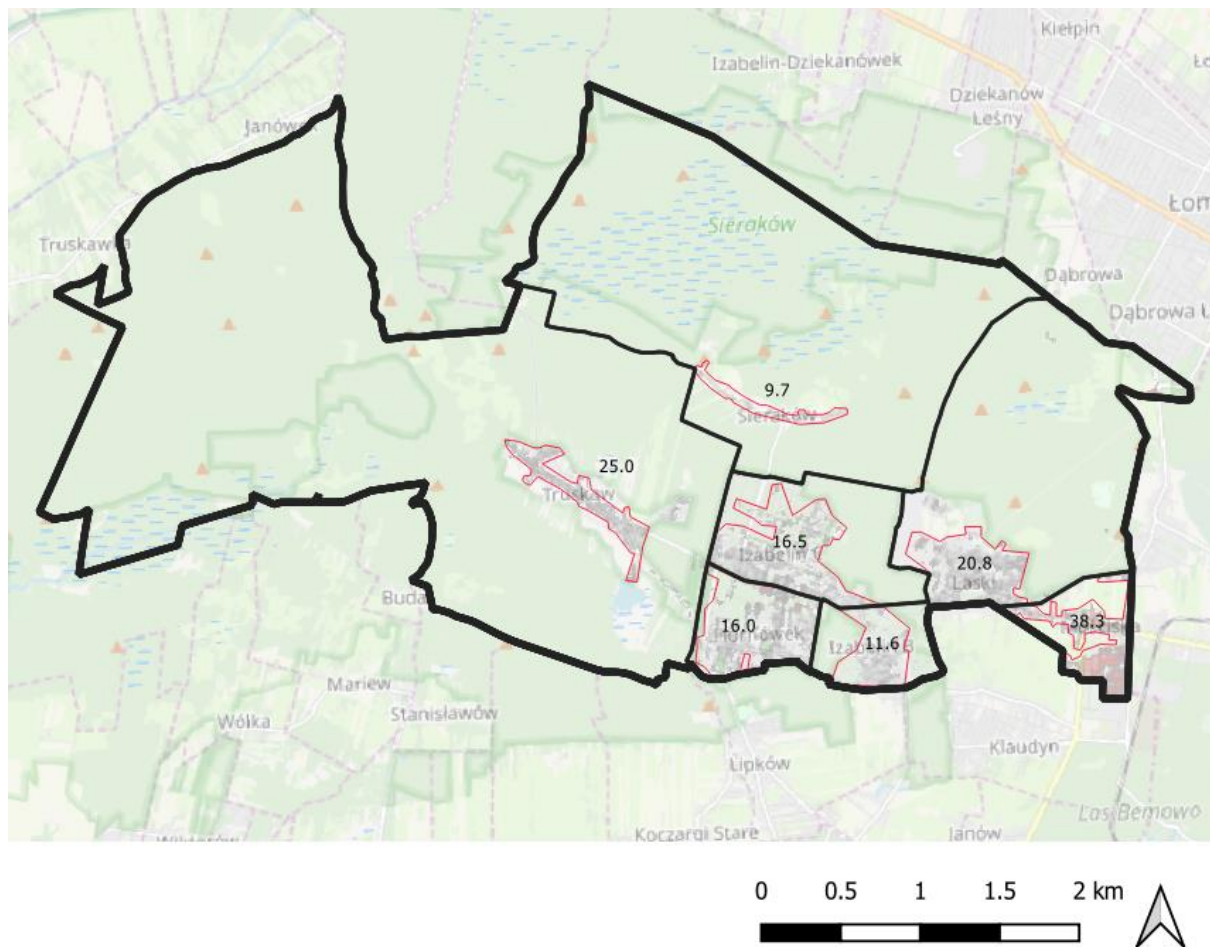 Kiełpin
Izabelin-Dziekanówek
Dziekanów
Leśny
Janówek
Sieraków
Łom
Truskawka
Dąbrowa
Dąbrowa Ł
9.7
Sieraków
25.0
Truskaw
16.5
Izabelin
20.8
Laski
Buda
16.0
Hornówek
11.6
38.3
Mariew
Stanisławów
Wólka
Klaudyn
Lipków
Las Bemowo
Koczargi Stare
Janów
0 0.5 1 1.5 2 km